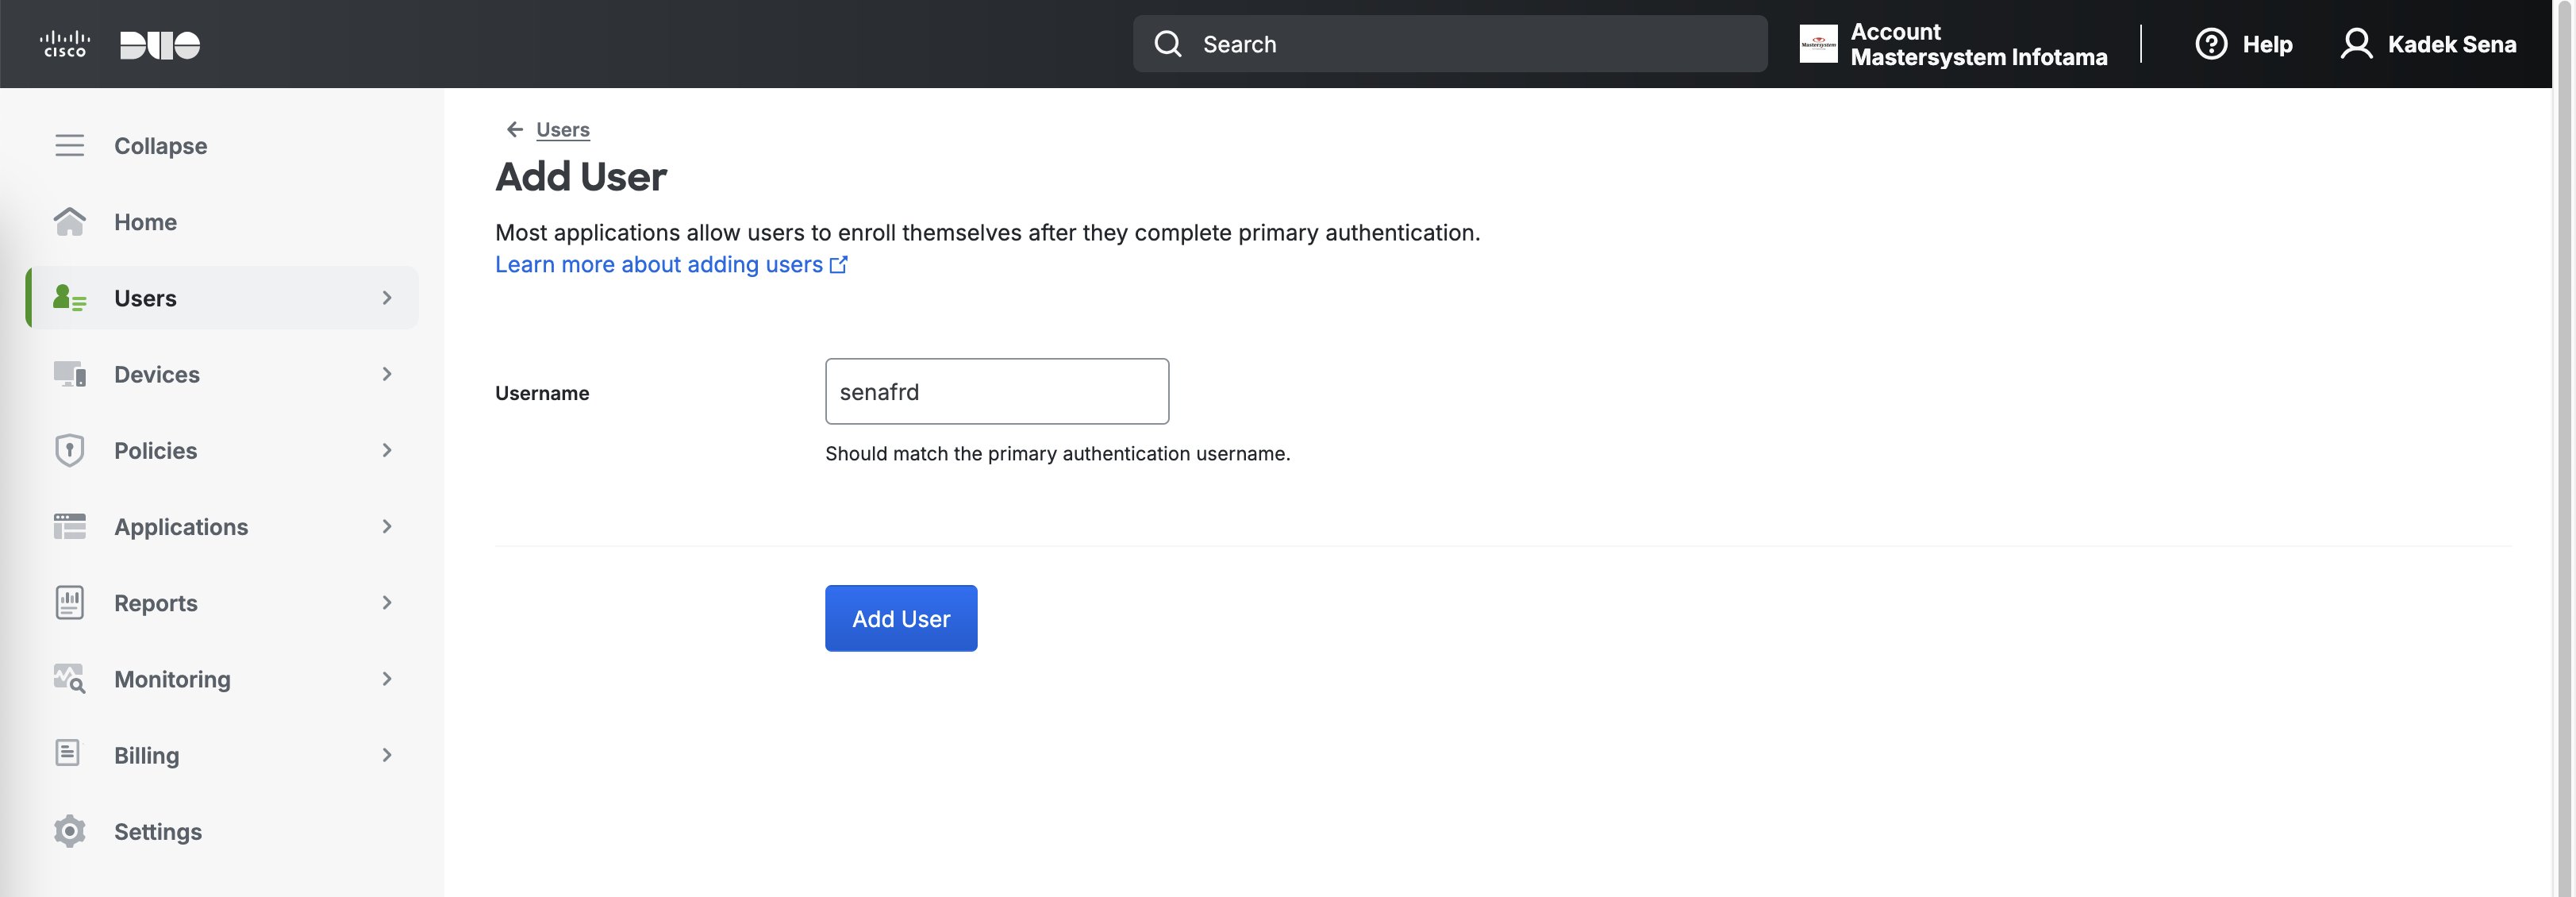 CISCO DUO
Search
Account
Mastersystem Infotama
Help
Kadek Sena
Collapse
Home
Users
Devices
Policies
Applications
Reports
Monitoring
Billing
Settings
Users
Add User
Most applications allow users to enroll themselves after they complete primary authentication.
Learn more about adding users
Username
senafrd
Should match the primary authentication username.
Add User